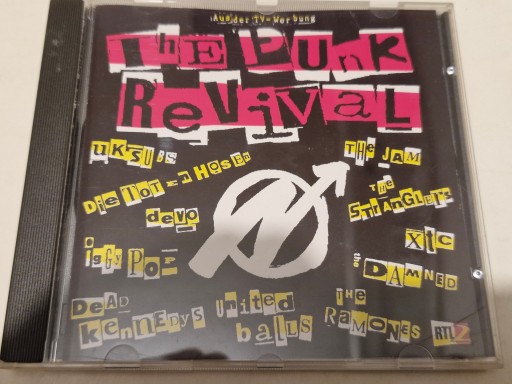 Aus der TV-Werbung
The Punk
Revival
UK SUBS
Die TOTEN HOSEN
devo
iggy POP
DEAD
KENNEDYS
United
balls
THE JAM
The
STRANGLERS
XTC
the
DAMNED
THE
RAMONES
RTL2